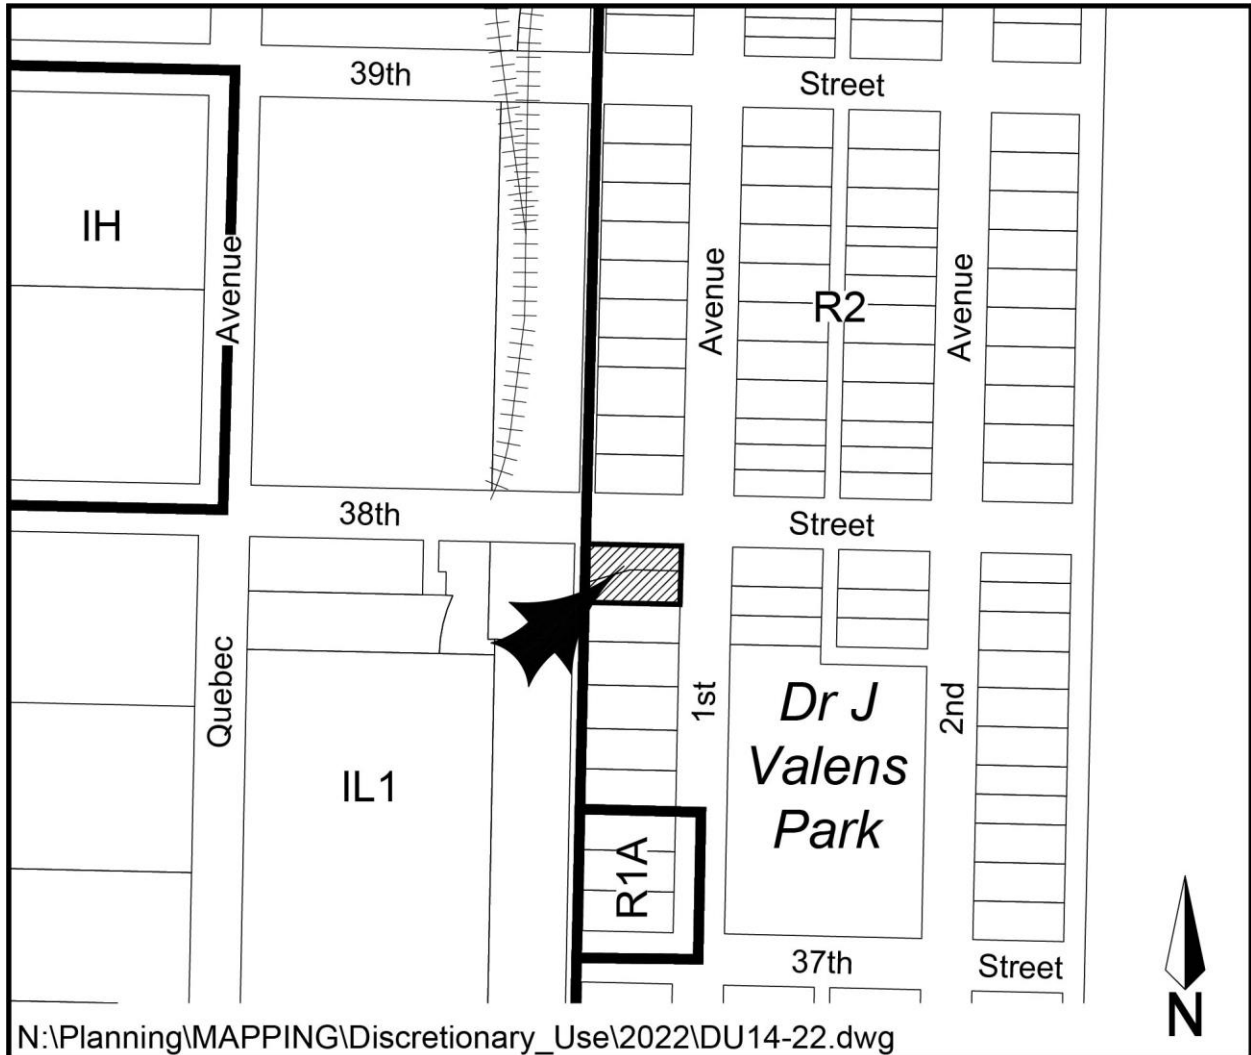 39th
Street
IH
Avenue
Avenue
R2
Avenue
38th
Street
Quebec
IL1
1st
Dr J
Valens
Park
2nd
R1A
37th
Street
N
N:\Planning\MAPPING\Discretionary_Use\2022\DU14-22.dwg